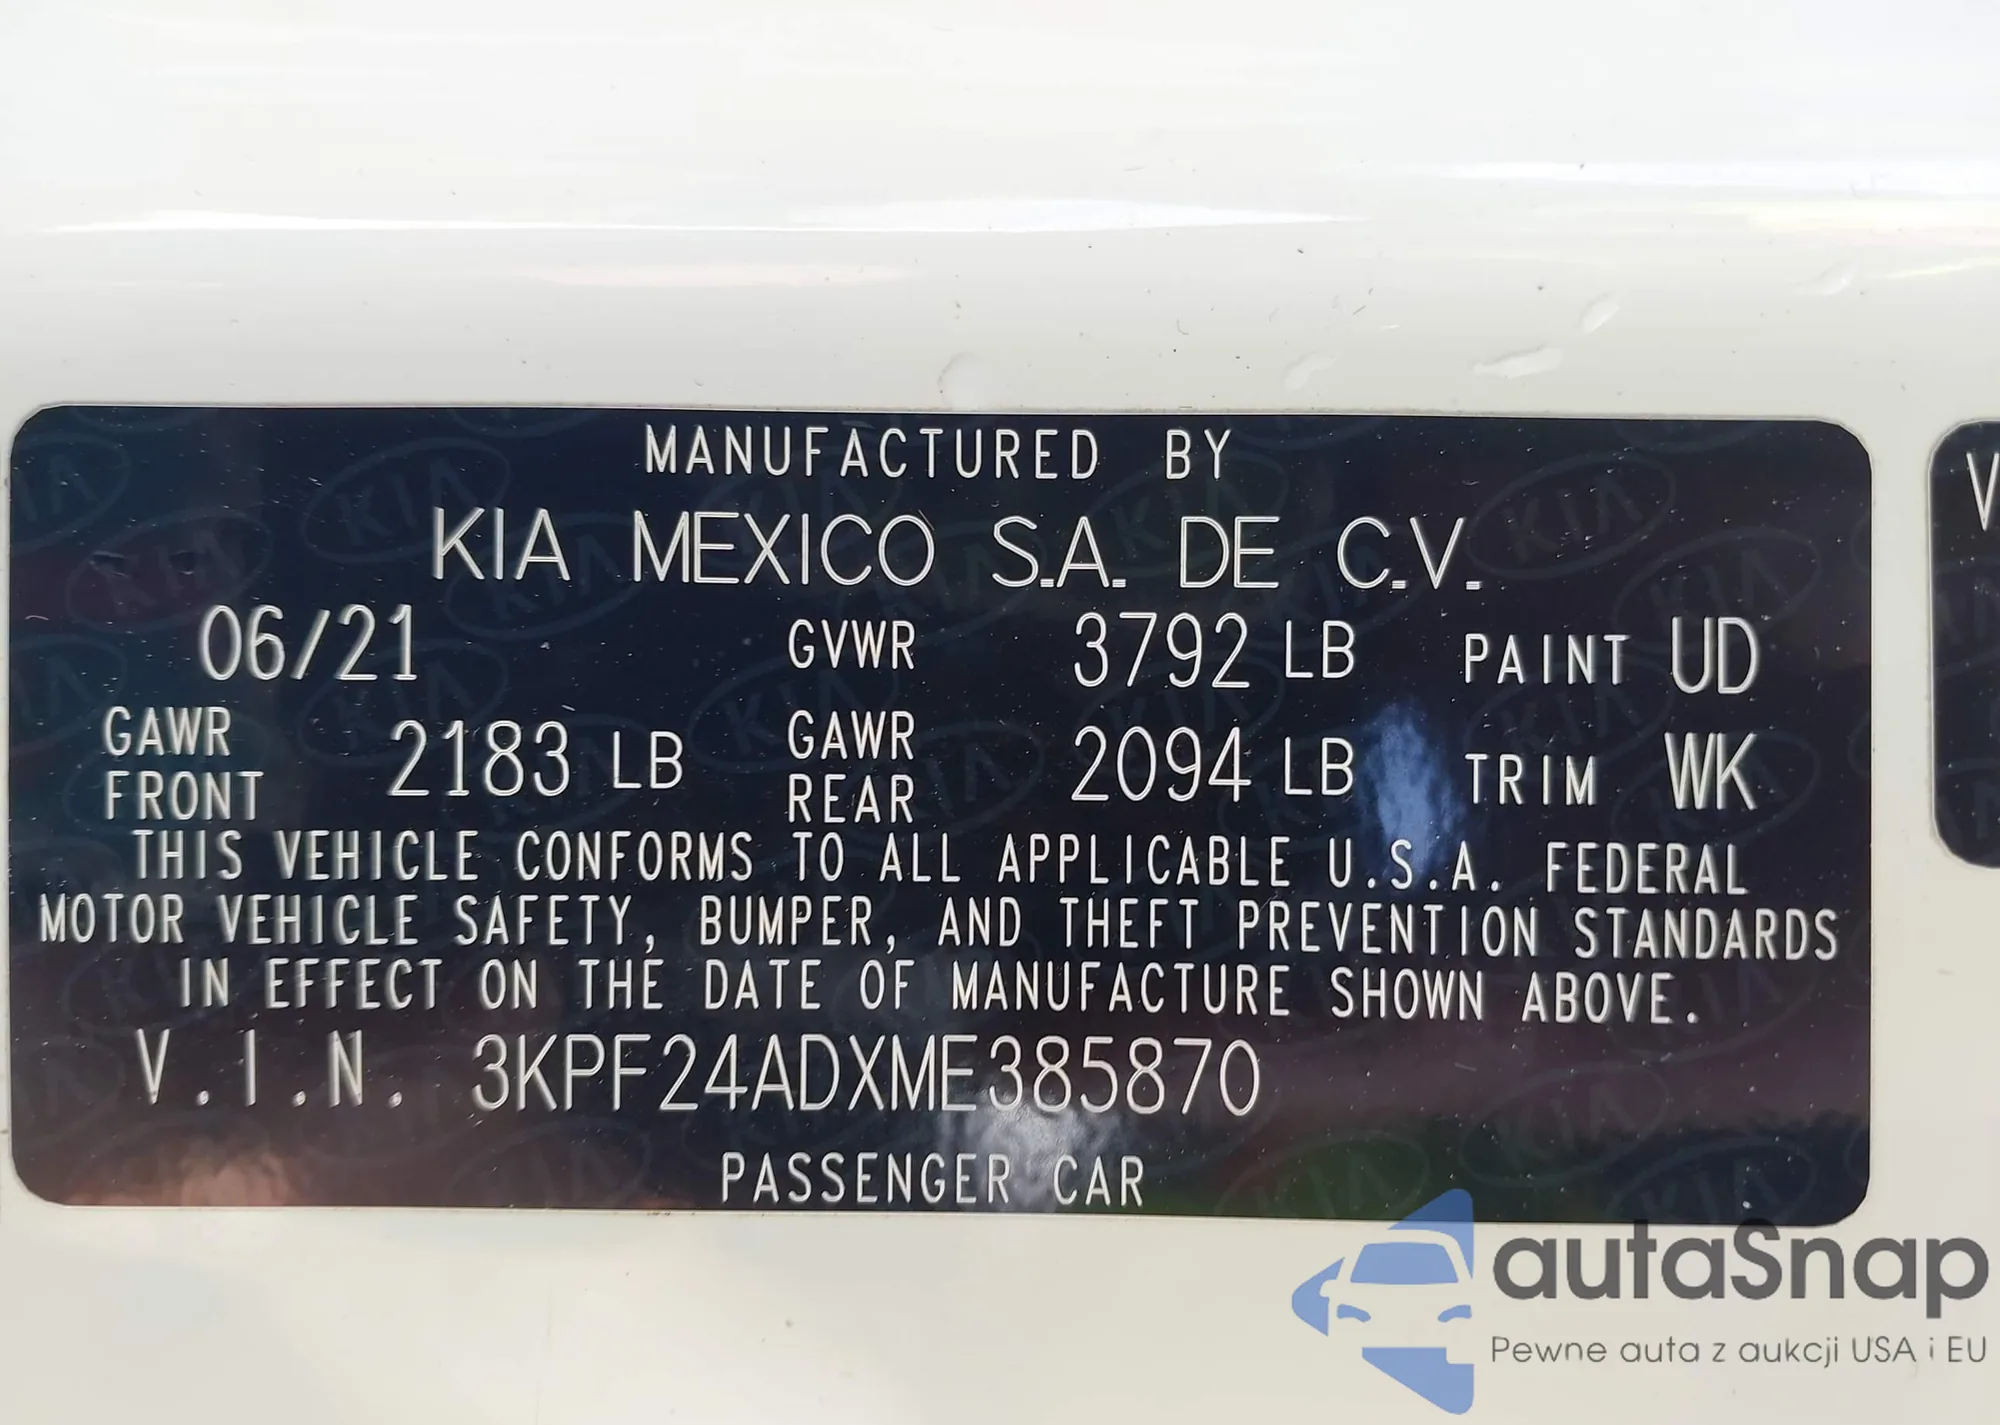 MANUFACTURED BY
KIA MEXICO S.A. DE C.V.
06/21 GVWR 3792 LB PAINT UD
GAWR FRONT 2183 LB GAWR REAR 2094 LB TRIM WK
THIS VEHICLE CONFORMS TO ALL APPLICABLE U.S.A. FEDERAL
MOTOR VEHICLE SAFETY, BUMPER, AND THEFT PREVENTION STANDARDS
IN EFFECT ON THE DATE OF MANUFACTURE SHOWN ABOVE.
V.I.N. 3KPF24ADXME385870
PASSENGER CAR
V
autaSnap
Pewne auta z aukcji USA i EU